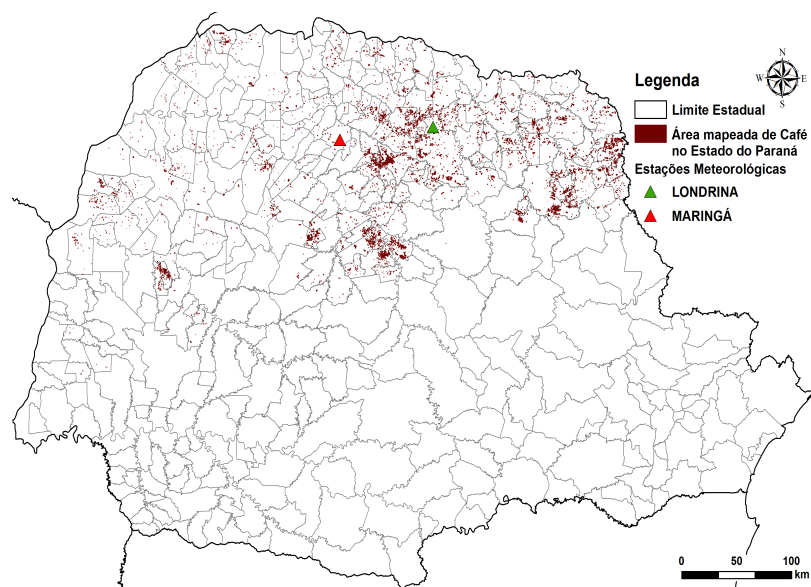 N
W
E
S
Legenda
Limite Estadual
Área mapeada de Café
no Estado do Paraná
Estações Meteorológicas
LONDRINA
MARINGÁ
0 50 100
km